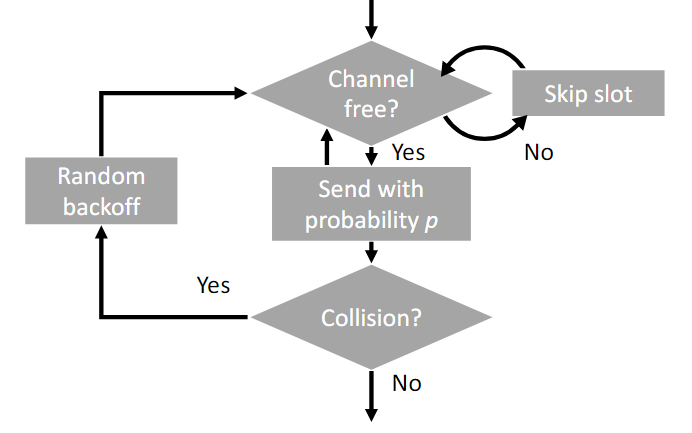 Channel
free?
Skip slot
Yes
No
Random
backoff
Send with
probability p
Yes
Collision?
No